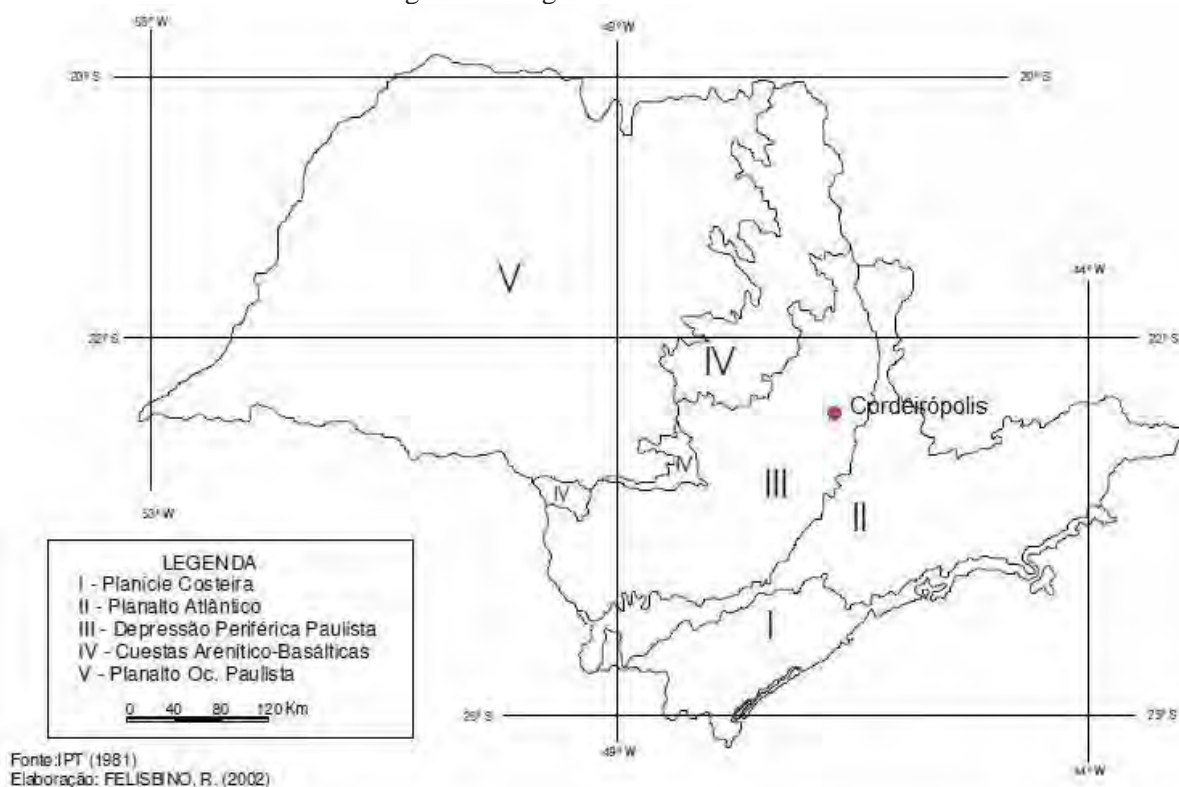 53° W
49° W
20° S
20° S
44° W
V
22° S
22° S
IV
Cordeirópolis
IV
III
IV
II
53° W
LEGENDA
I - Planície Costeira
II - Planalto Atlântico
III - Depressão Periférica Paulista
IV - Cuestas Arenítico-Basálticas
V - Planalto Oc. Paulista
0 40 80 120 Km
I
25° S
25° S
49° W
44° W
Fonte:IPT (1981)
Elaboração: FELISBINO, R. (2002)